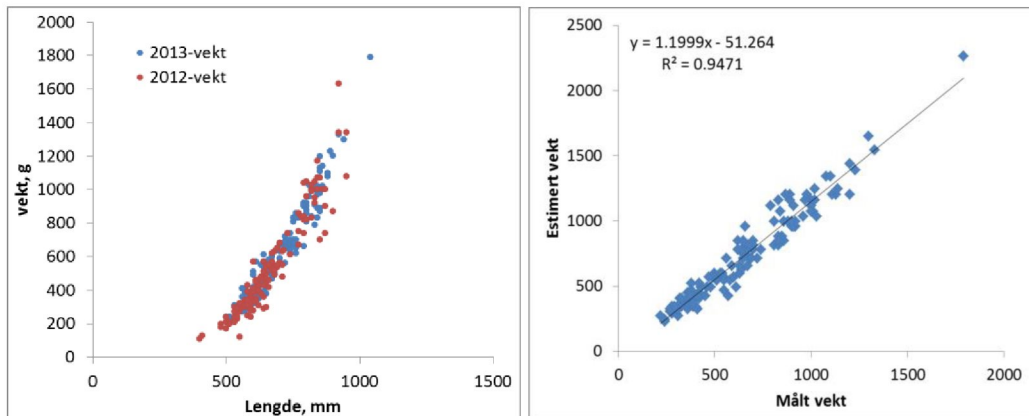 2000
1800
1600
1400
1200
1000
800
600
400
200
0
vekt, g
2013-vekt
2012-vekt
0 500 1000 1500
Lengde, mm
y = 1.1999x - 51.264
R² = 0.9471
2500
2000
1500
1000
500
0
Estimert vekt
0 500 1000 1500 2000
Målt vekt